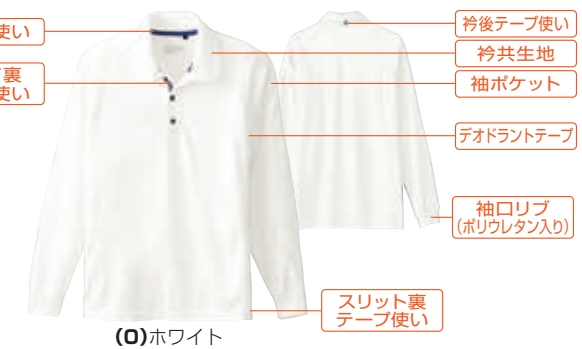 使い
裏
使い
衿後テープ使い
衿共生地
袖ポケット
デオドラントテープ
袖口リブ
(ポリウレタン入り)
スリット裏
テープ使い
(0)ホワイト